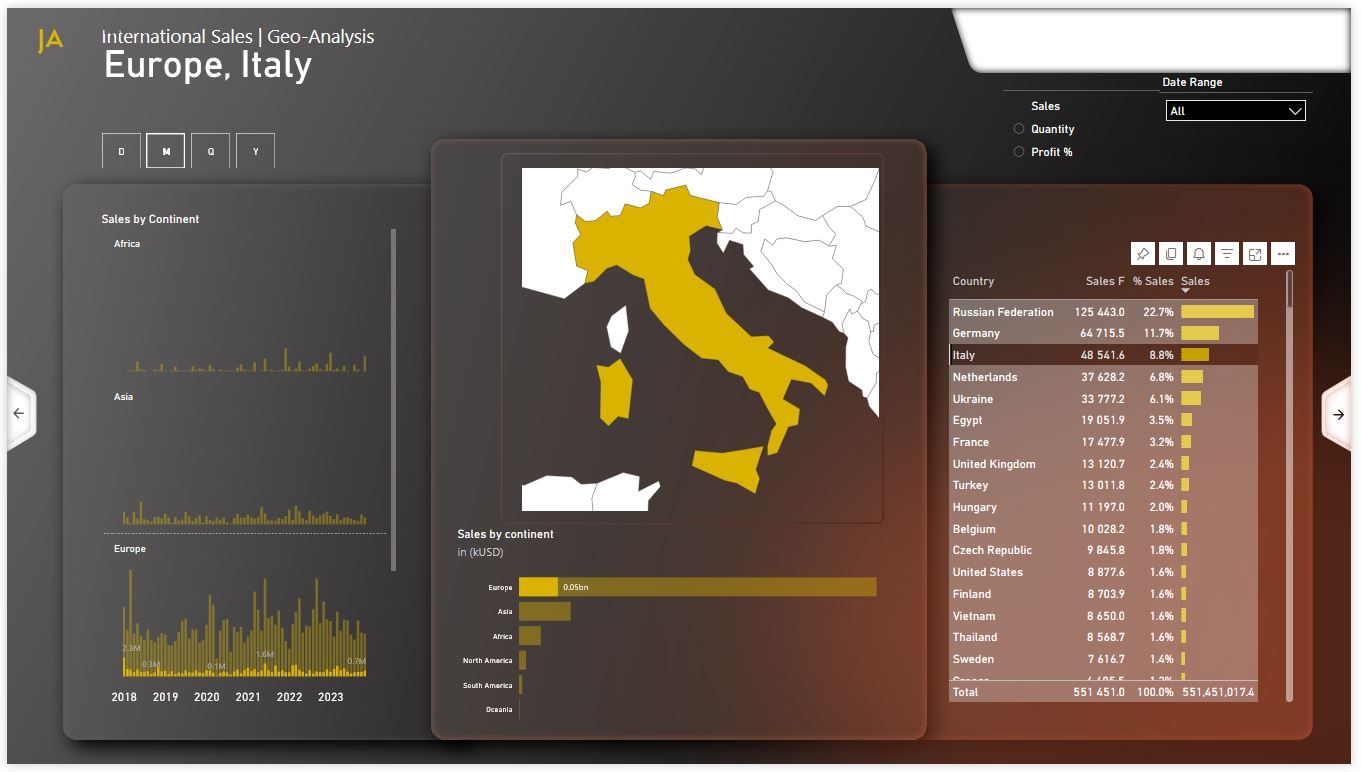 JA
International Sales | Geo-Analysis
Europe, Italy
Date Range
All
Sales
Quantity
Profit %
D M Q Y
Sales by Continent
Africa
Asia
Europe
2.3M 0.3M 0.1M 1.6M 0.7M
2018 2019 2020 2021 2022 2023
Sales by continent
in (kUSD)
Europe 0.05bn
Asia
Africa
North America
South America
Oceania
Country Sales F % Sales Sales
Russian Federation 125 443.0 22.7%
Germany 64 715.5 11.7%
Italy 48 541.6 8.8%
Netherlands 37 628.2 6.8%
Ukraine 33 777.2 6.1%
Egypt 19 051.9 3.5%
France 17 477.9 3.2%
United Kingdom 13 120.7 2.4%
Turkey 13 011.8 2.4%
Hungary 11 197.0 2.0%
Belgium 10 028.2 1.8%
Czech Republic 9 845.8 1.8%
United States 8 877.6 1.6%
Finland 8 703.9 1.6%
Vietnam 8 650.0 1.6%
Thailand 8 568.7 1.6%
Sweden 7 616.7 1.4%
Total 551 451.0 100.0% 551,451,017.4